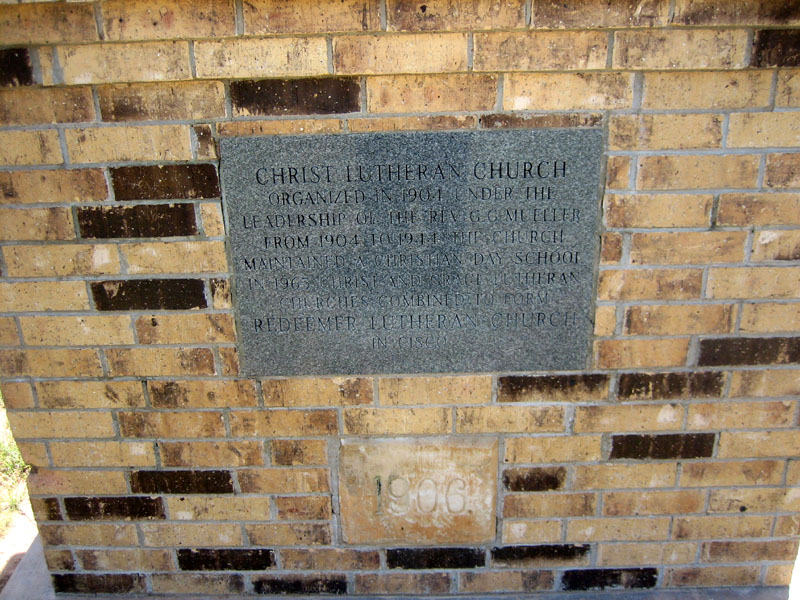 CHRIST LUTHERAN CHURCH
ORGANIZED IN 1904 UNDER THE
LEADERSHIP OF THE REV. G.C. MUELLER
FROM 1904 TO 1944 THE CHURCH
MAINTAINED A CHRISTIAN DAY SCHOOL
IN 1965 CHRIST AND GRACE LUTHERAN
CHURCHES COMBINED TO FORM
REDEEMER LUTHERAN CHURCH
IN CISCO
1906